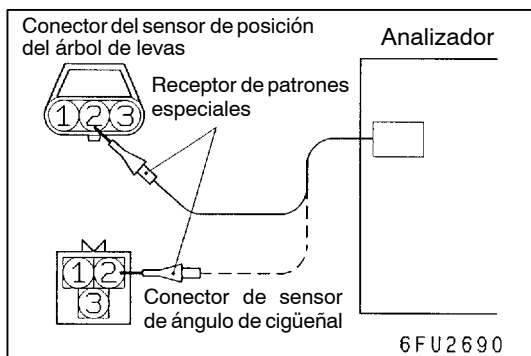 Conector del sensor de posición
del árbol de levas
Analizador
Receptor de patrones
especiales
1 2 3
1 2
3
Conector de sensor
de ángulo de cigüeñal
6FU2690